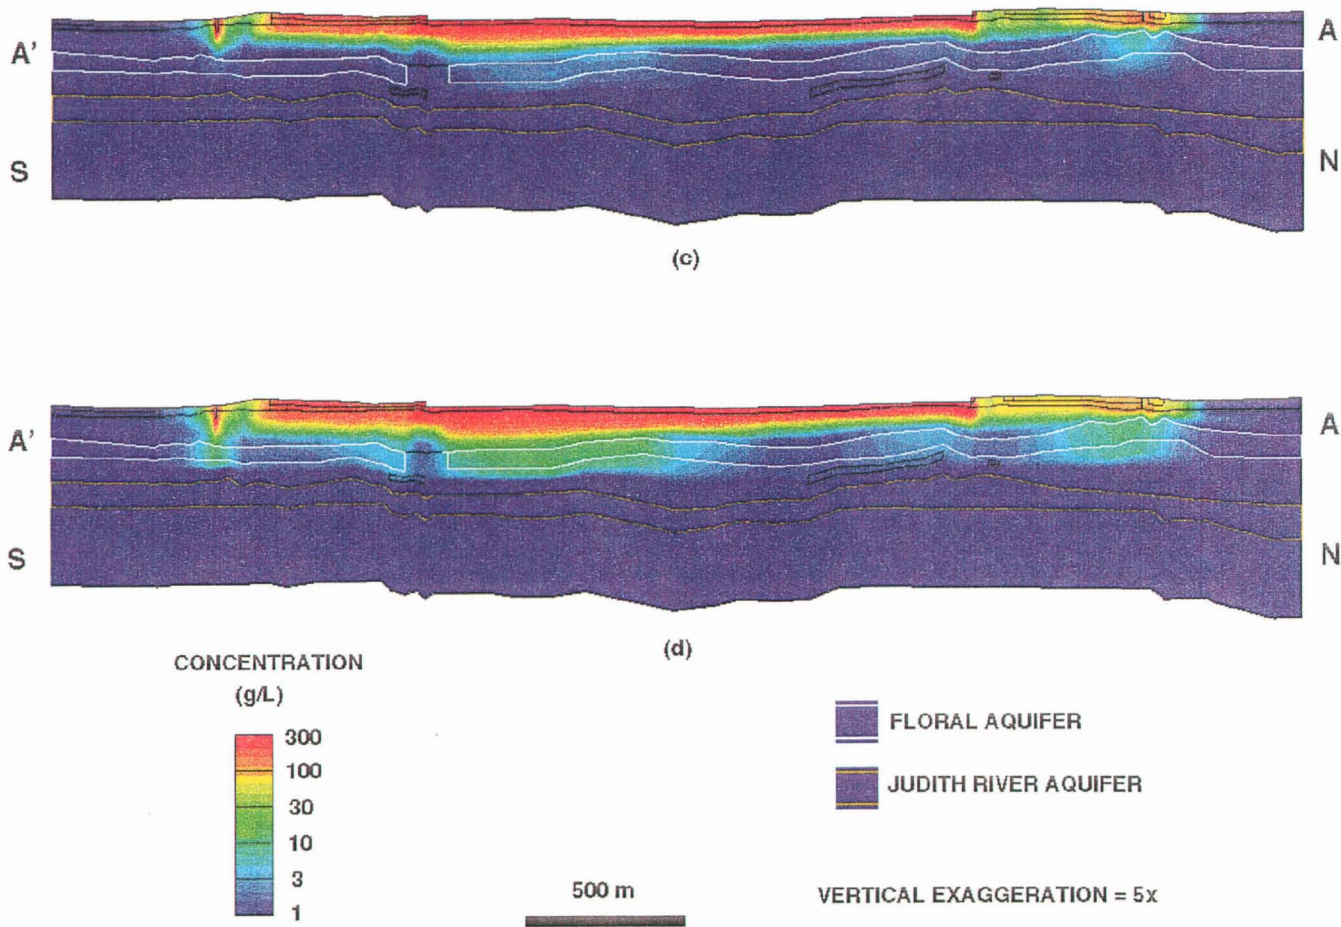 A'
A
S
N
(c)
A'
A
S
N
(d)
CONCENTRATION
(g/L)
300
100
30
10
3
1
FLORAL AQUIFER
JUDITH RIVER AQUIFER
500 m
VERTICAL EXAGGERATION = 5x